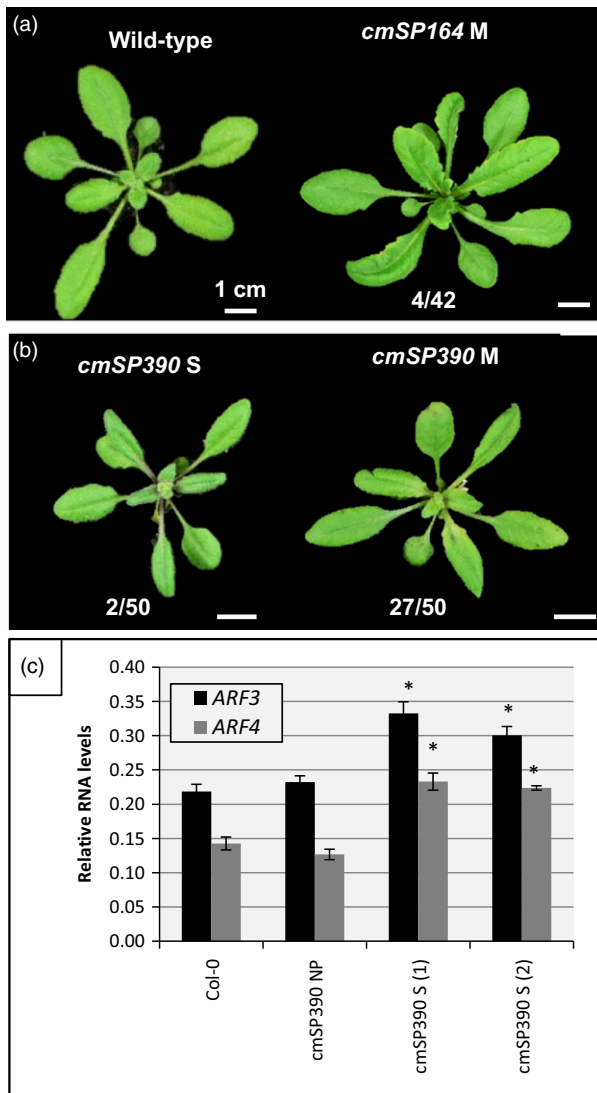 (a)
Wild-type
cmSP164 M
1 cm
4/42
(b)
cmSP390 S
cmSP390 M
2/50
27/50
(c)
0.40
0.35
0.30
0.25
0.20
0.15
0.10
0.05
0.00
Relative RNA levels
ARF3
ARF4
*
*
*
*
Col-0
cmSP390 NP
cmSP390 S (1)
cmSP390 S (2)